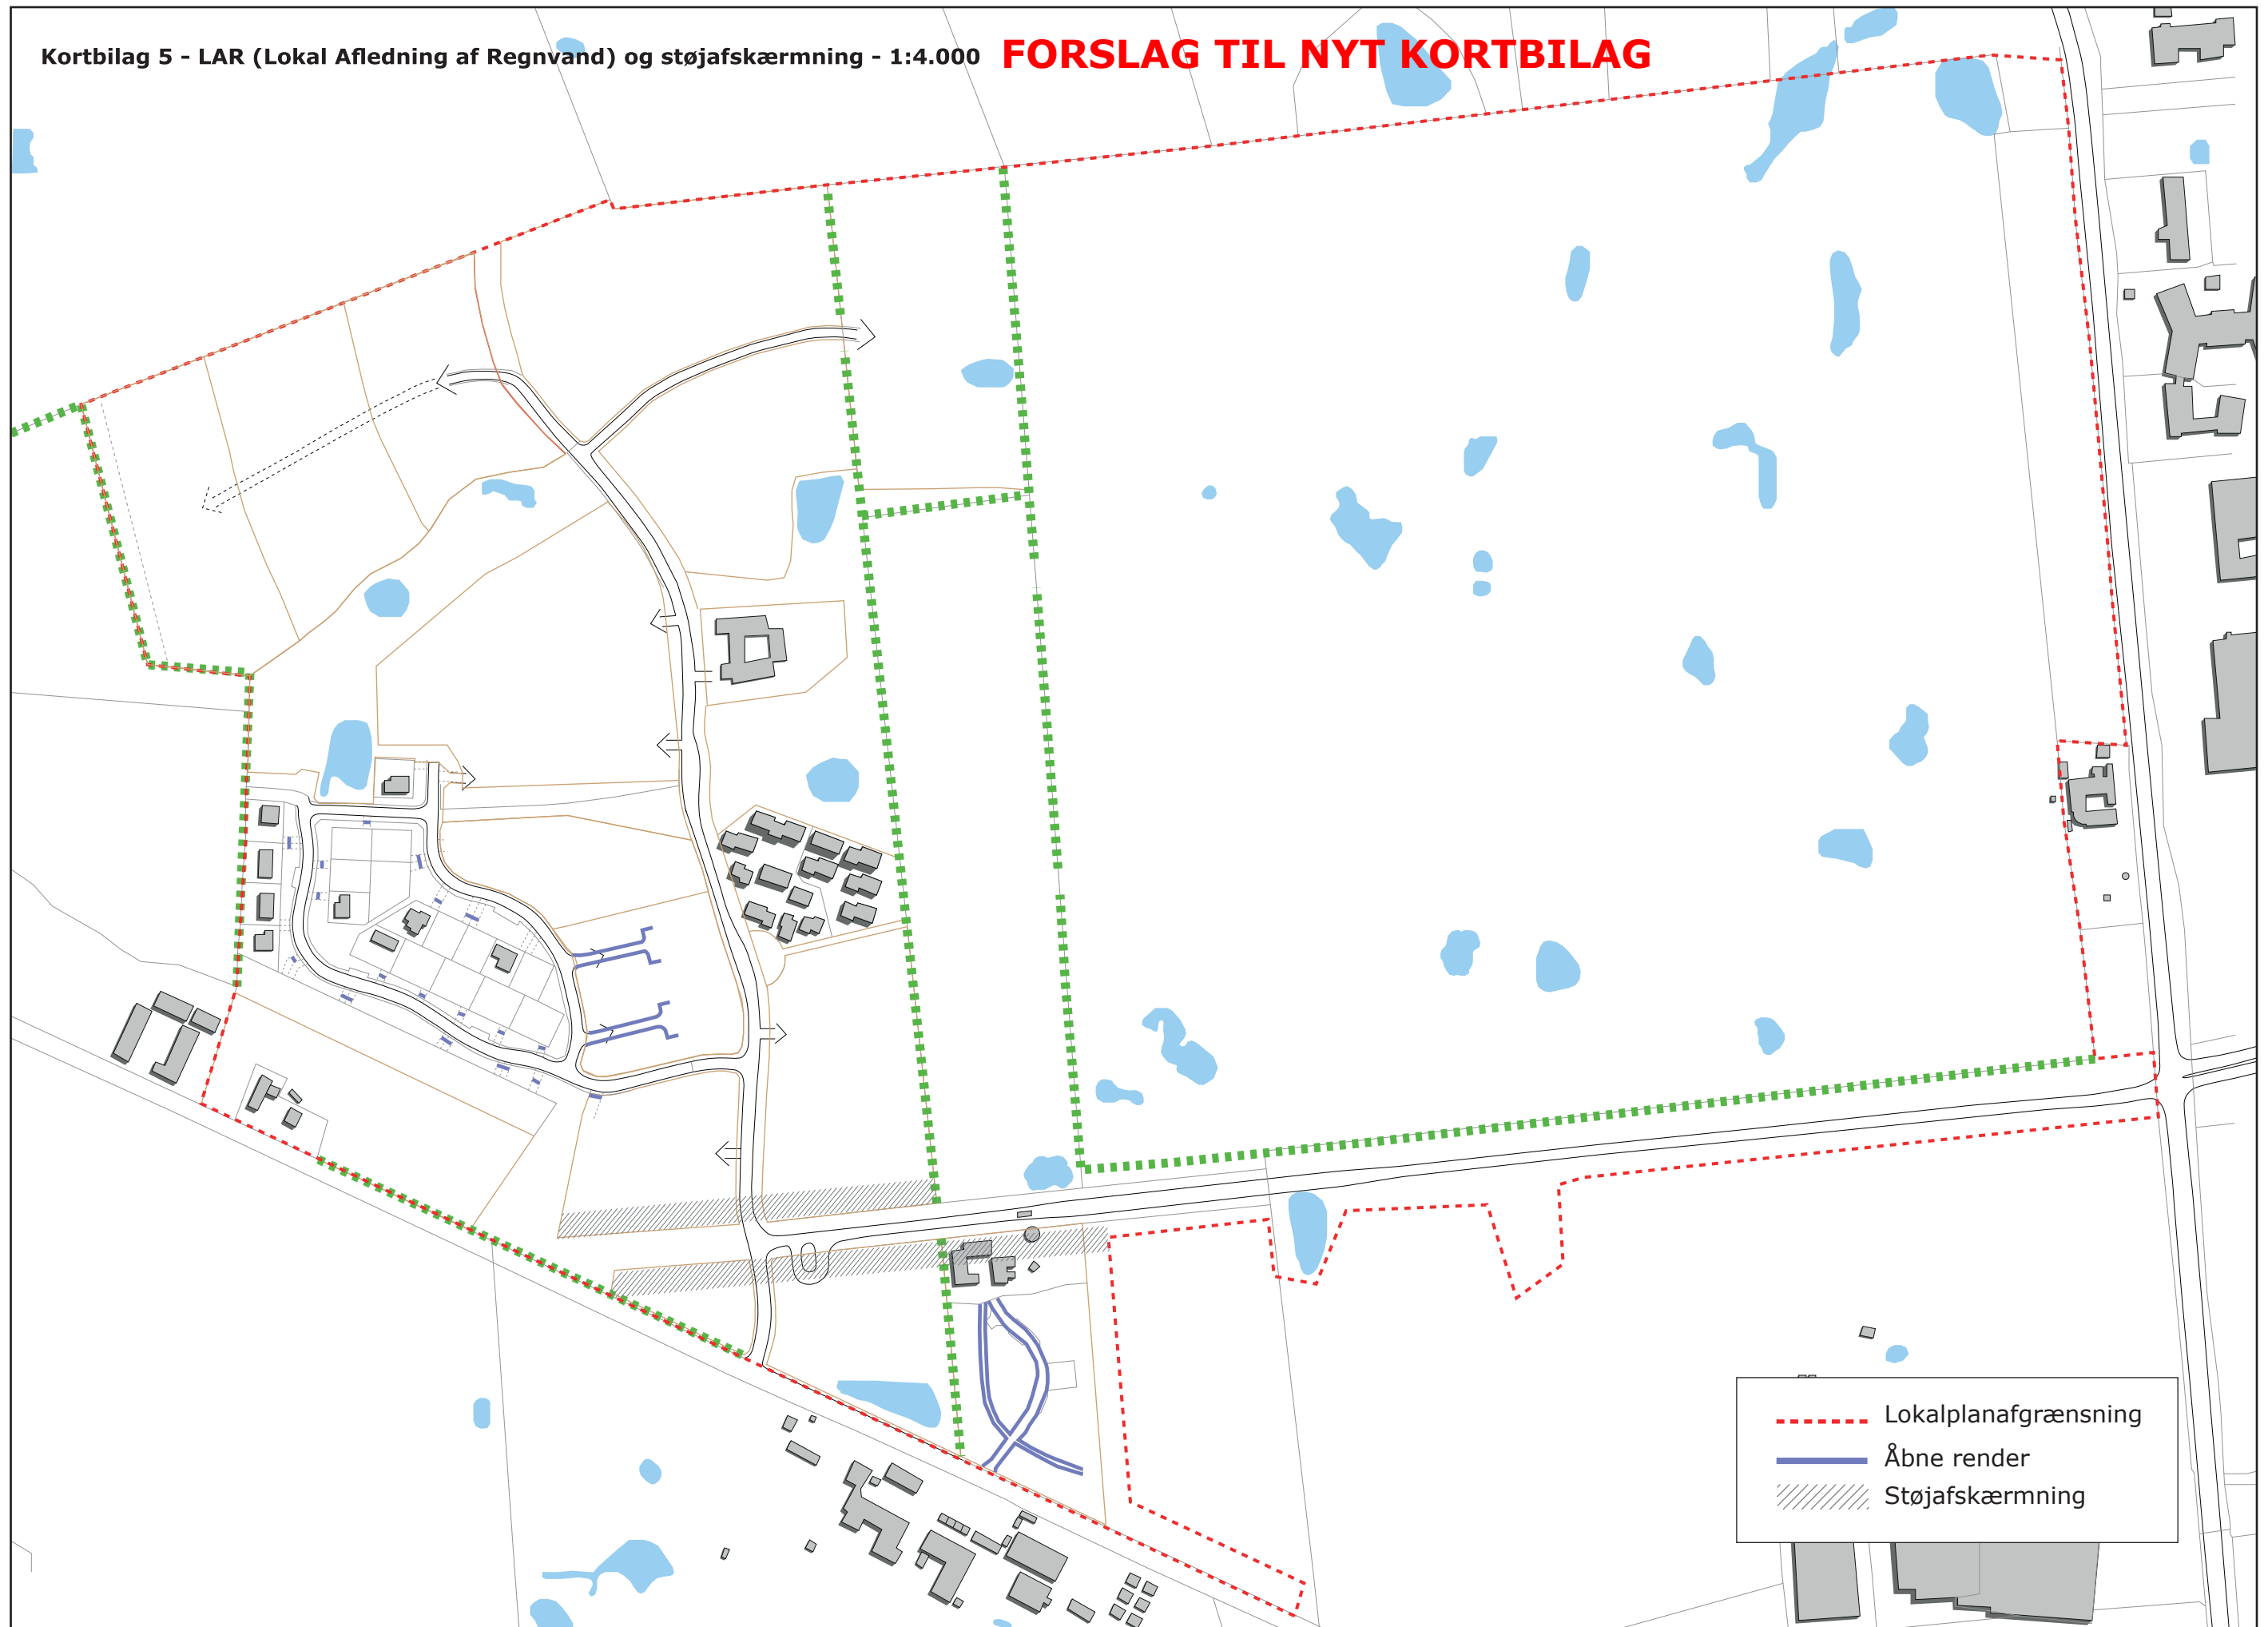 Kortbilag 5 - LAR (Lokal Afledning af Regnvand) og støjafskærmning - 1:4.000 FORSLAG TIL NYT KORTBILAG
Lokalplanafgrænsning
Åbne render
Støjafskærmning